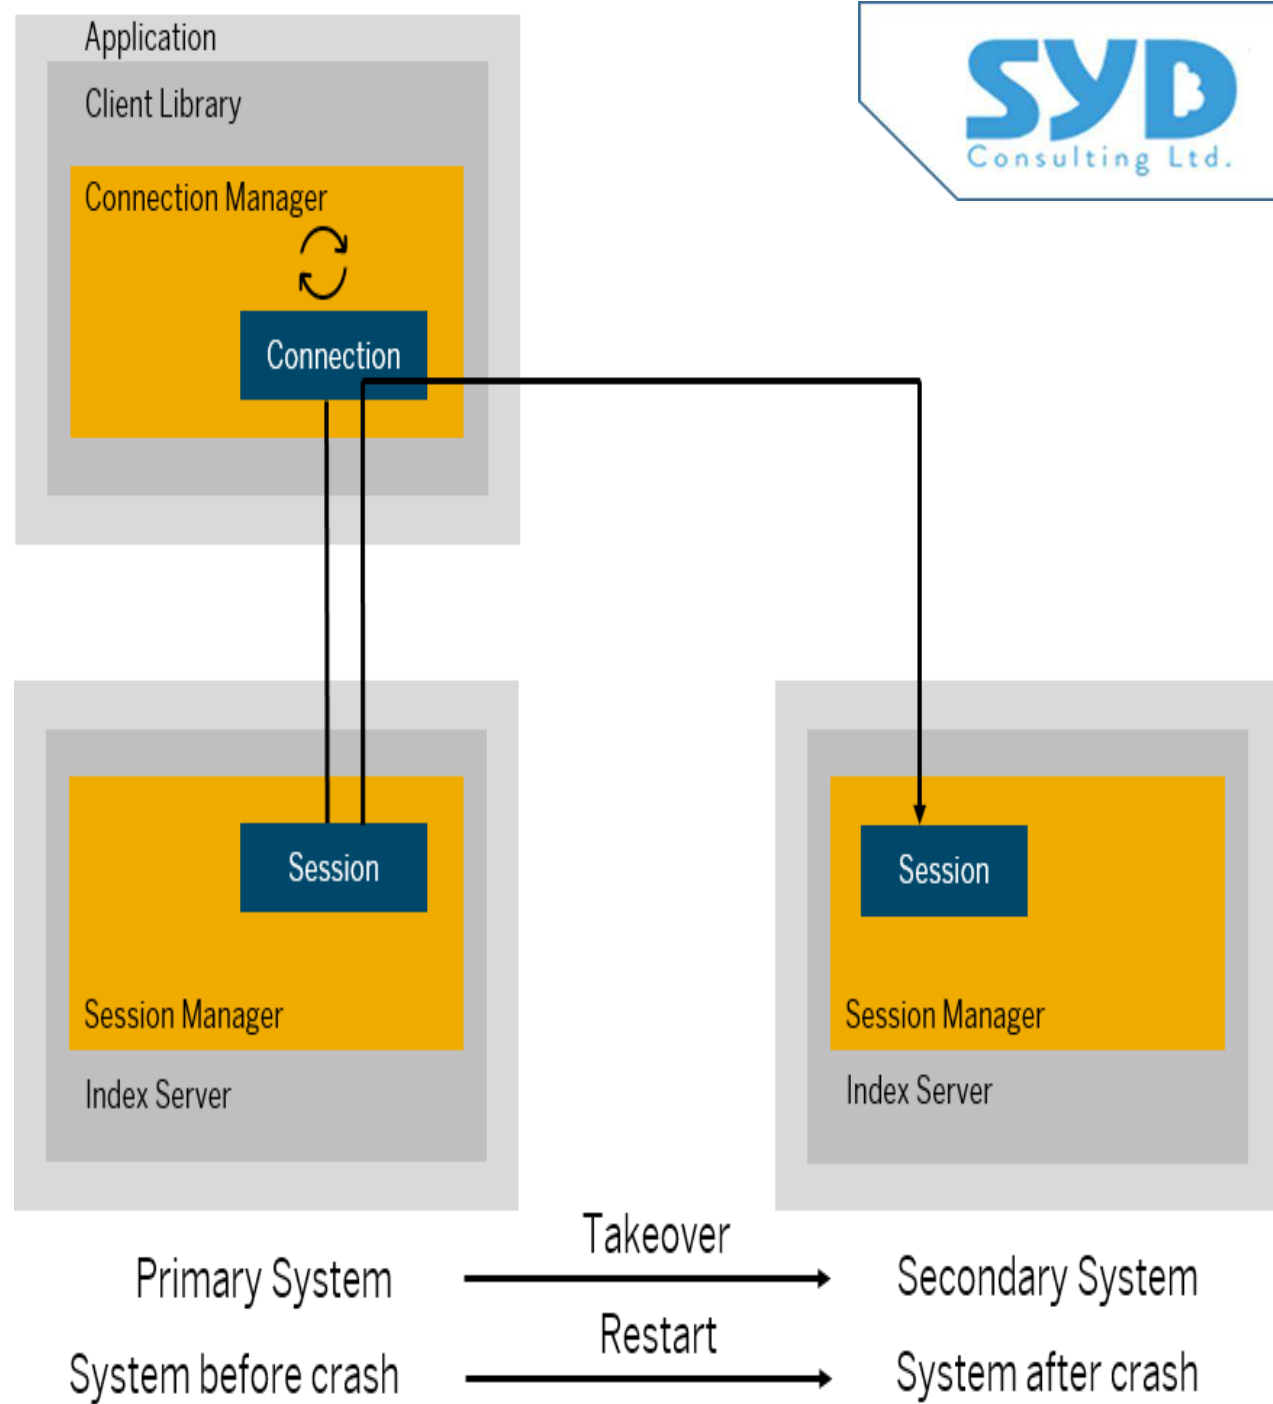 Application
Client Library
Connection Manager
Connection
SYD
Consulting Ltd.
Session
Session Manager
Index Server
Session
Session Manager
Index Server
Takeover
Primary System
Secondary System
Restart
System before crash
System after crash